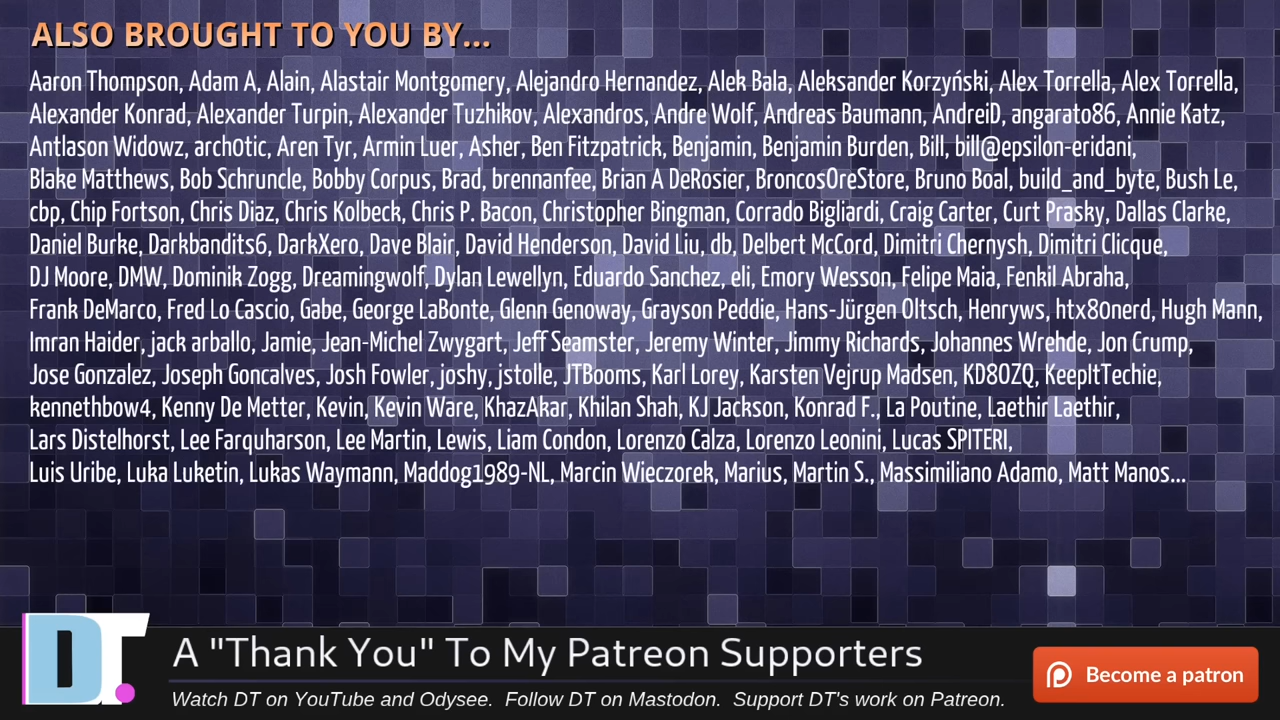 ALSO BROUGHT TO YOU BY...
Aaron Thompson, Adam A, Alain, Alastair Montgomery, Alejandro Hernandez, Alek Bala, Aleksander Korzyński, Alex Torrella, Alex Torrella,
Alexander Konrad, Alexander Turpin, Alexander Tuzhikov, Alexandros, Andre Wolf, Andreas Baumann, AndreiD, angarato86, Annie Katz,
Antlason Widowz, arch0tic, Aren Tyr, Armin Luer, Asher, Ben Fitzpatrick, Benjamin, Benjamin Burden, Bill, bill@epsilon-eridani,
Blake Matthews, Bob Schruncle, Bobby Corpus, Brad, brennanfee, Brian A DeRosier, BroncosOreStore, Bruno Boal, build_and_byte, Bush Le,
cbp, Chip Fortson, Chris Diaz, Chris Kolbeck, Chris P. Bacon, Christopher Bingman, Corrado Bigliardi, Craig Carter, Curt Prasky, Dallas Clarke,
Daniel Burke, Darkbandits6, DarkXero, Dave Blair, David Henderson, David Liu, db, Delbert McCord, Dimitri Chernysh, Dimitri Clicque,
DJ Moore, DMW, Dominik Zogg, Dreamingwolf, Dylan Lewellyn, Eduardo Sanchez, eli, Emory Wesson, Felipe Maia, Fenkil Abraha,
Frank DeMarco, Fred Lo Cascio, Gabe, George LaBonte, Glenn Genoway, Grayson Peddie, Hans-Jürgen Oltsch, Henryws, htx80nerd, Hugh Mann,
Imran Haider, jack arballo, Jamie, Jean-Michel Zwygart, Jeff Seamster, Jeremy Winter, Jimmy Richards, Johannes Wrehde, Jon Crump,
Jose Gonzalez, Joseph Goncalves, Josh Fowler, joshy, jstolle, JTBooms, Karl Lorey, Karsten Vejrup Madsen, KD8OZQ, KeepItTechie,
kennethbow4, Kenny De Metter, Kevin, Kevin Ware, KhazAkar, Khilan Shah, KJ Jackson, Konrad F., La Poutine, Laethir Laethir,
Lars Distelhorst, Lee Farquharson, Lee Martin, Lewis, Liam Condon, Lorenzo Calza, Lorenzo Leonini, Lucas SPITERI,
Luis Uribe, Luka Luketin, Lukas Waymann, Maddog1989-NL, Marcin Wieczorek, Marius, Martin S., Massimiliano Adamo, Matt Manos...
DT.
A "Thank You" To My Patreon Supporters
Watch DT on YouTube and Odysee. Follow DT on Mastodon. Support DT's work on Patreon.
Become a patron